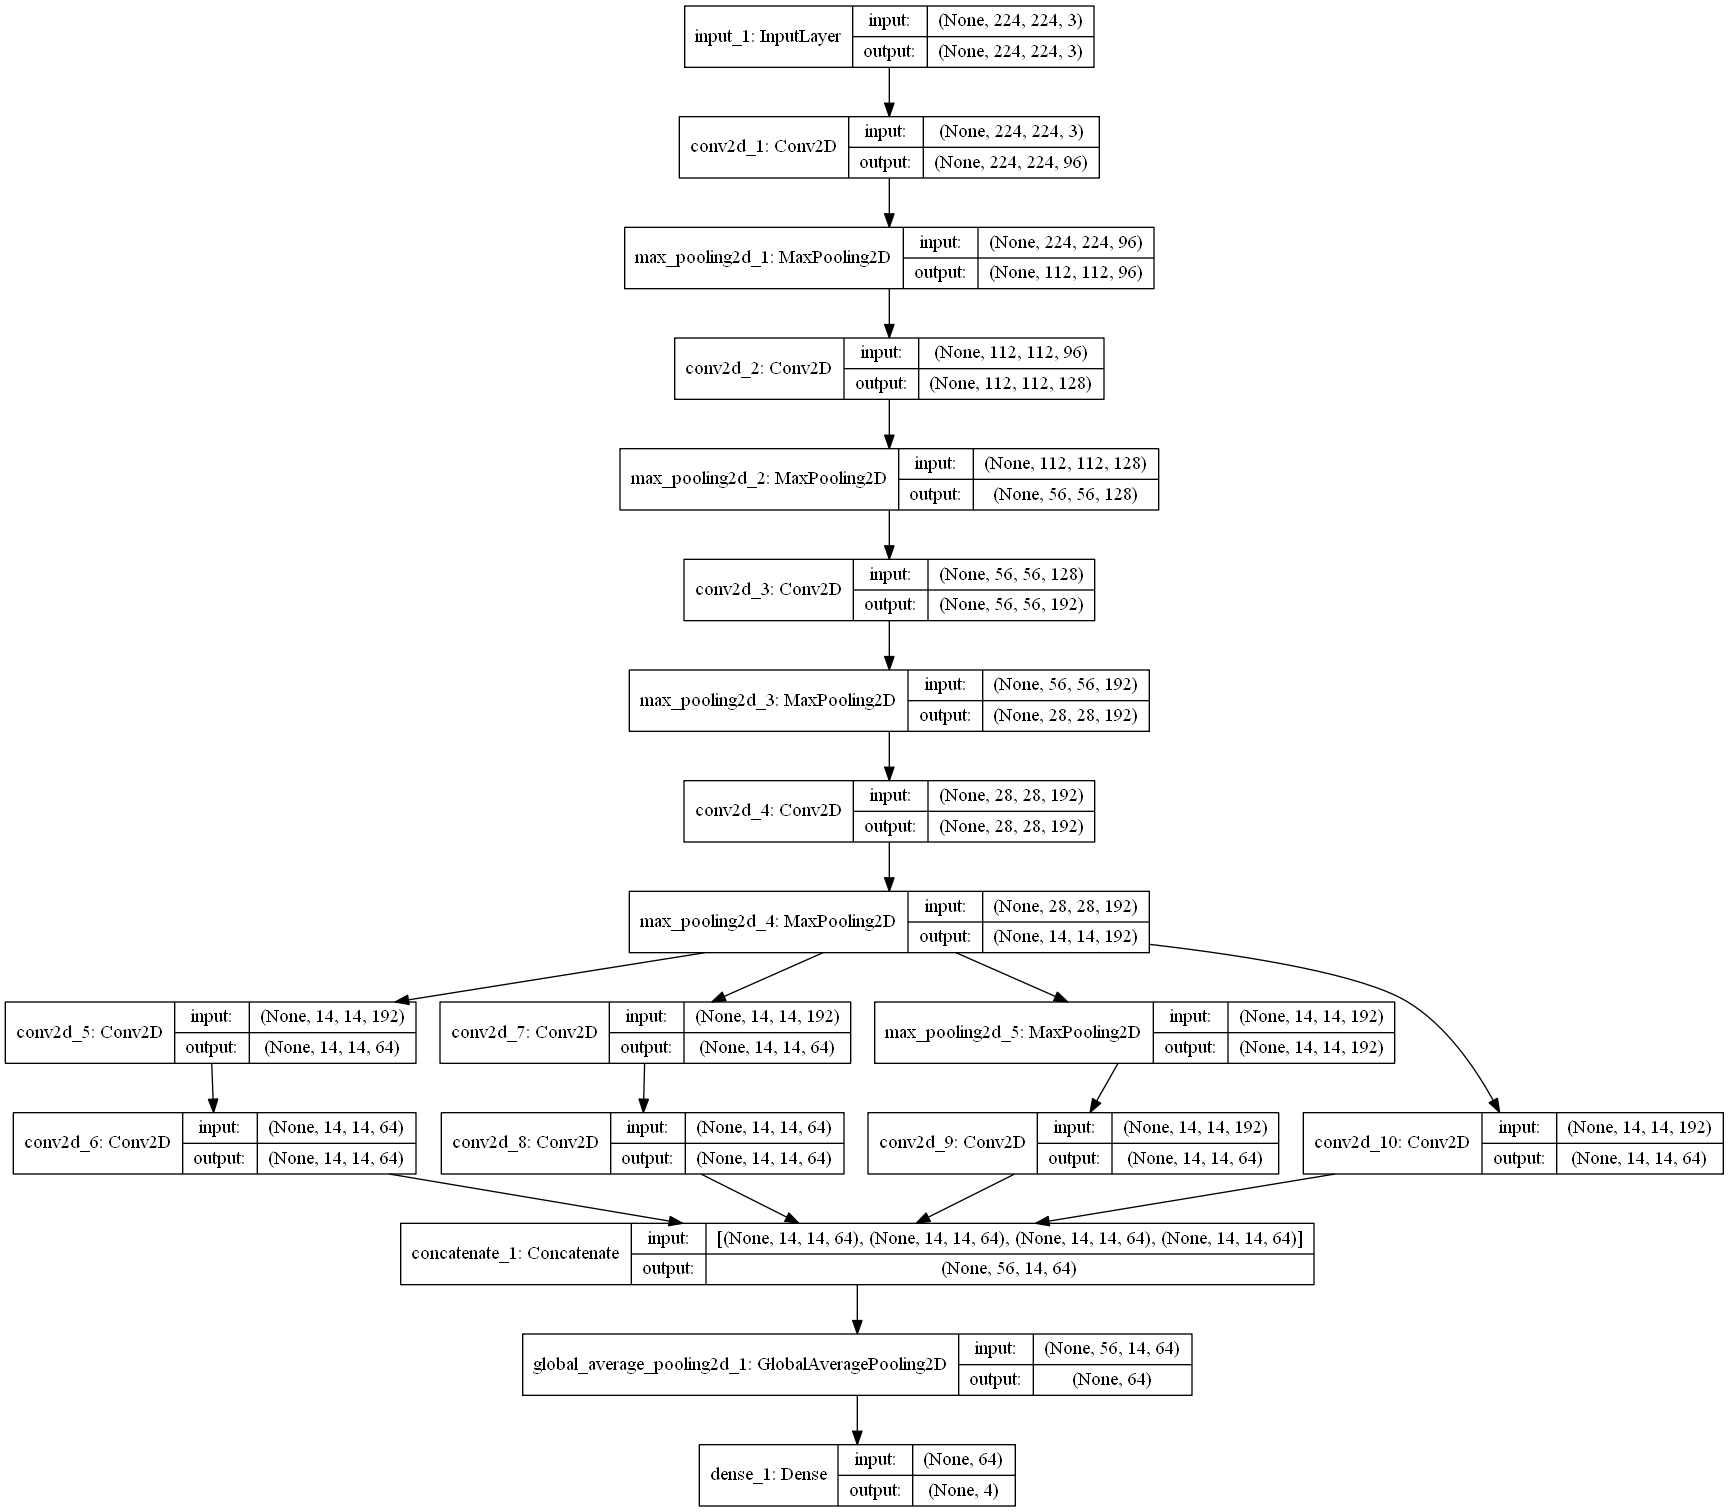 input_1: InputLayer
input: (None, 224, 224, 3)
output: (None, 224, 224, 3)
conv2d_1: Conv2D
input: (None, 224, 224, 3)
output: (None, 224, 224, 96)
max_pooling2d_1: MaxPooling2D
input: (None, 224, 224, 96)
output: (None, 112, 112, 96)
conv2d_2: Conv2D
input: (None, 112, 112, 96)
output: (None, 112, 112, 128)
max_pooling2d_2: MaxPooling2D
input: (None, 112, 112, 128)
output: (None, 56, 56, 128)
conv2d_3: Conv2D
input: (None, 56, 56, 128)
output: (None, 56, 56, 192)
max_pooling2d_3: MaxPooling2D
input: (None, 56, 56, 192)
output: (None, 28, 28, 192)
conv2d_4: Conv2D
input: (None, 28, 28, 192)
output: (None, 28, 28, 192)
max_pooling2d_4: MaxPooling2D
input: (None, 28, 28, 192)
output: (None, 14, 14, 192)
conv2d_5: Conv2D
input: (None, 14, 14, 192)
output: (None, 14, 14, 64)
conv2d_7: Conv2D
input: (None, 14, 14, 192)
output: (None, 14, 14, 64)
max_pooling2d_5: MaxPooling2D
input: (None, 14, 14, 192)
output: (None, 14, 14, 192)
conv2d_6: Conv2D
input: (None, 14, 14, 64)
output: (None, 14, 14, 64)
conv2d_8: Conv2D
input: (None, 14, 14, 64)
output: (None, 14, 14, 64)
conv2d_9: Conv2D
input: (None, 14, 14, 192)
output: (None, 14, 14, 64)
conv2d_10: Conv2D
input: (None, 14, 14, 192)
output: (None, 14, 14, 64)
concatenate_1: Concatenate
input: [(None, 14, 14, 64), (None, 14, 14, 64), (None, 14, 14, 64), (None, 14, 14, 64)]
output: (None, 56, 14, 64)
global_average_pooling2d_1: GlobalAveragePooling2D
input: (None, 56, 14, 64)
output: (None, 64)
dense_1: Dense
input: (None, 64)
output: (None, 4)